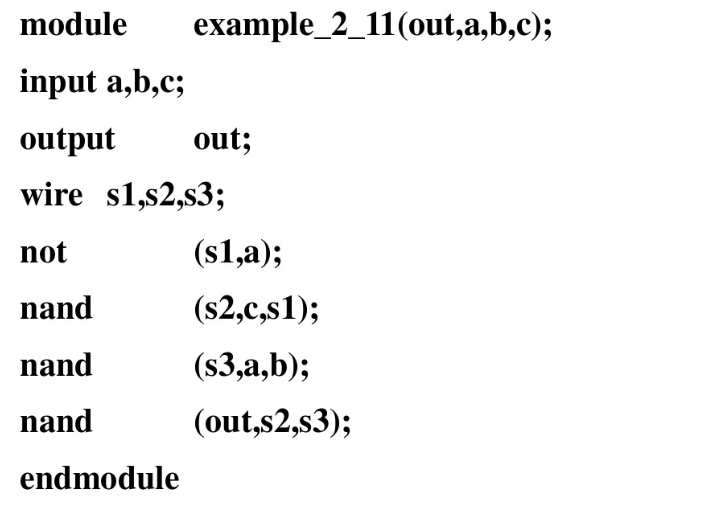 module example_2_11(out,a,b,c);
input a,b,c;
output out;
wire s1,s2,s3;
not (s1,a);
nand (s2,c,s1);
nand (s3,a,b);
nand (out,s2,s3);
endmodule